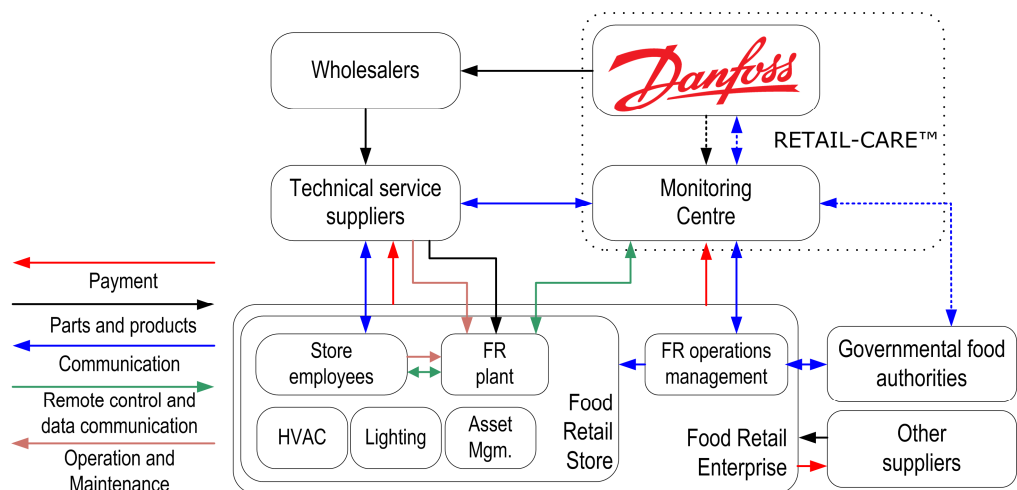 Wholesalers
Danfoss
RETAIL-CARE™
Technical service
suppliers
Monitoring
Centre
Payment
Parts and products
Communication
Remote control and
data communication
Operation and
Maintenance
Store
employees
FR
plant
FR operations
management
Governmental food
authorities
HVAC
Lighting
Asset
Mgm.
Food
Retail
Store
Food Retail
Enterprise
Other
suppliers